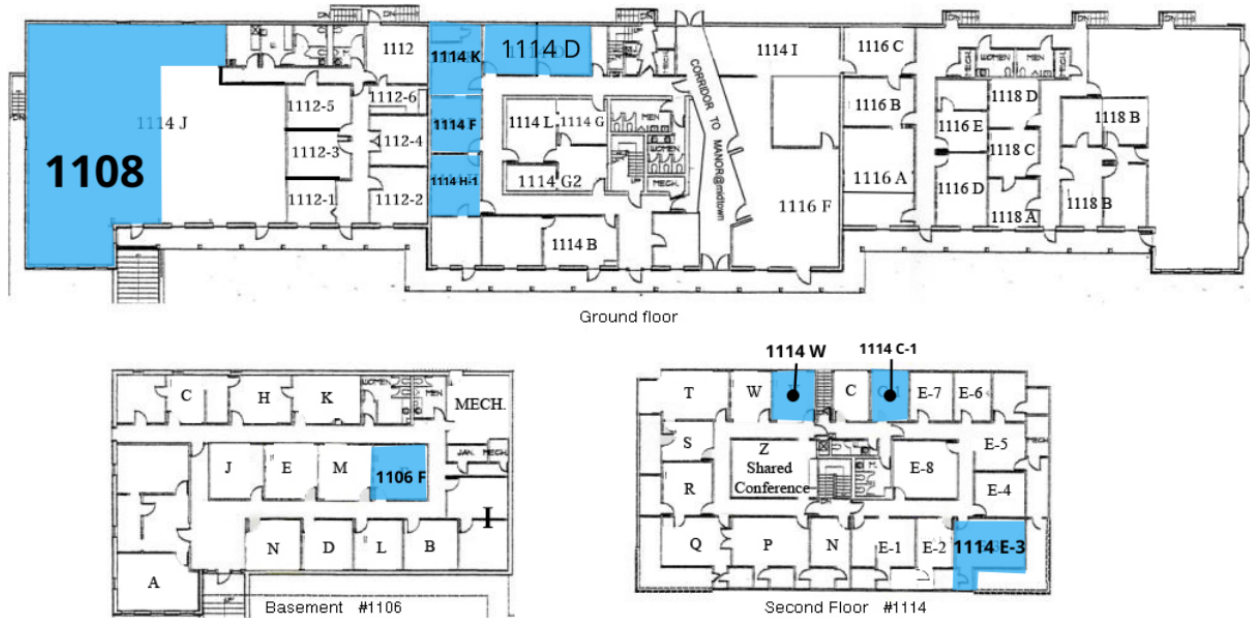 1112
1114 K
1114 D
1114 I
1116 C
MECH
WOMEN
MEN
MECH
CORRIDOR TO MANOR@midtown
1112-6
1112-5
1118 D
1116 B
1114 J
1114 F
1114 L
1114 G
MEN
1118 B
1116 E
1112-4
1112-3
WOMEN
1118 C
1108
1114 H-1
1114 G2
MECH.
1116 A
1116 D
1112-1
1112-2
1116 F
1118 B
1118 A
1114 B
Ground floor
C
H
K
WOMEN
MEN
MECH.
J
E
M
1106 F
JAN.
MECH.
I
N
D
L
B
A
Basement #1106
1114 W
1114 C-1
T
W
C
E-7
E-6
S
Z
Shared
Conference
E-5
MECH
E-8
R
E-4
Q
P
N
E-1
E-2
1114 E-3
Second Floor #1114